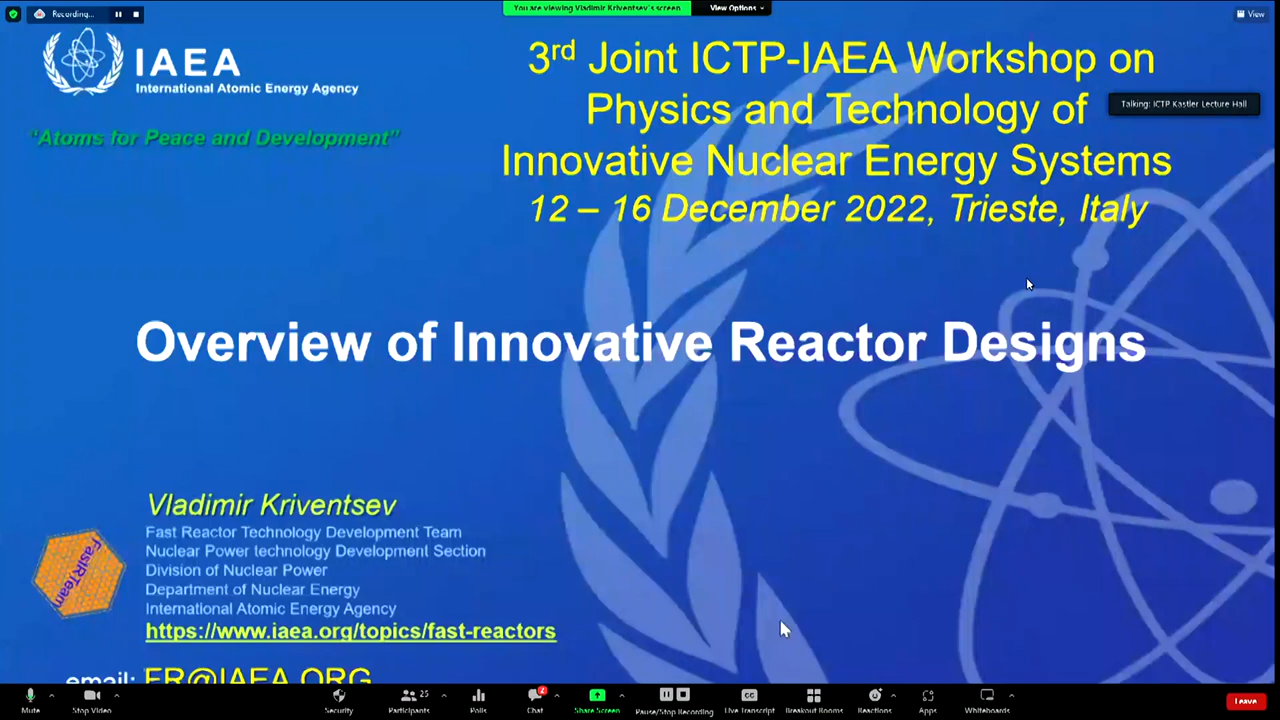 Recording...
You are viewing Vladimir Kriventsev's screen
View Options
View
IAEA
International Atomic Energy Agency
"Atoms for Peace and Development"
3rd Joint ICTP-IAEA Workshop on
Physics and Technology of
Innovative Nuclear Energy Systems
12 – 16 December 2022, Trieste, Italy
Talking: ICTP Kastler Lecture Hall
Overview of Innovative Reactor Designs
Vladimir Kriventsev
Fast Reactor Technology Development Team
Nuclear Power technology Development Section
Division of Nuclear Power
Department of Nuclear Energy
International Atomic Energy Agency
https://www.iaea.org/topics/fast-reactors
FastRTeam
email: FR@IAEA.ORG
Mute
Stop Video
Security
25
Participants
Polls
2
Chat
Share Screen
Pause/Stop Recording
CC
Live Transcript
Breakout Rooms
Reactions
Apps
Whiteboards
Leave